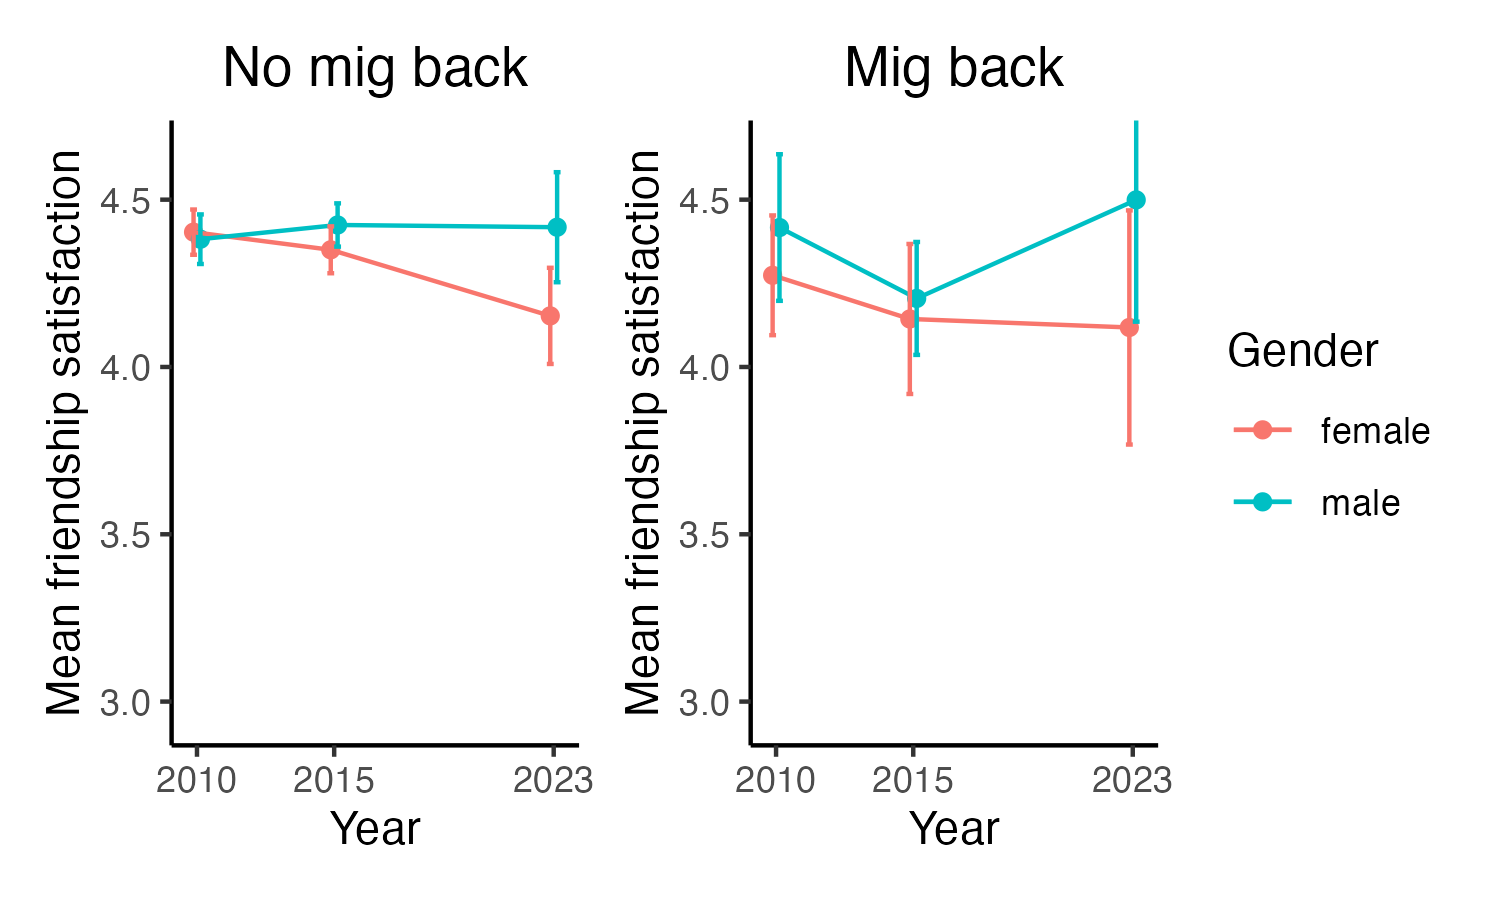 No mig back
Mig back
Mean friendship satisfaction
4.5
4.0
3.5
3.0
2010
2015
2023
Year
Mean friendship satisfaction
4.5
4.0
3.5
3.0
2010
2015
2023
Year
Gender
female
male